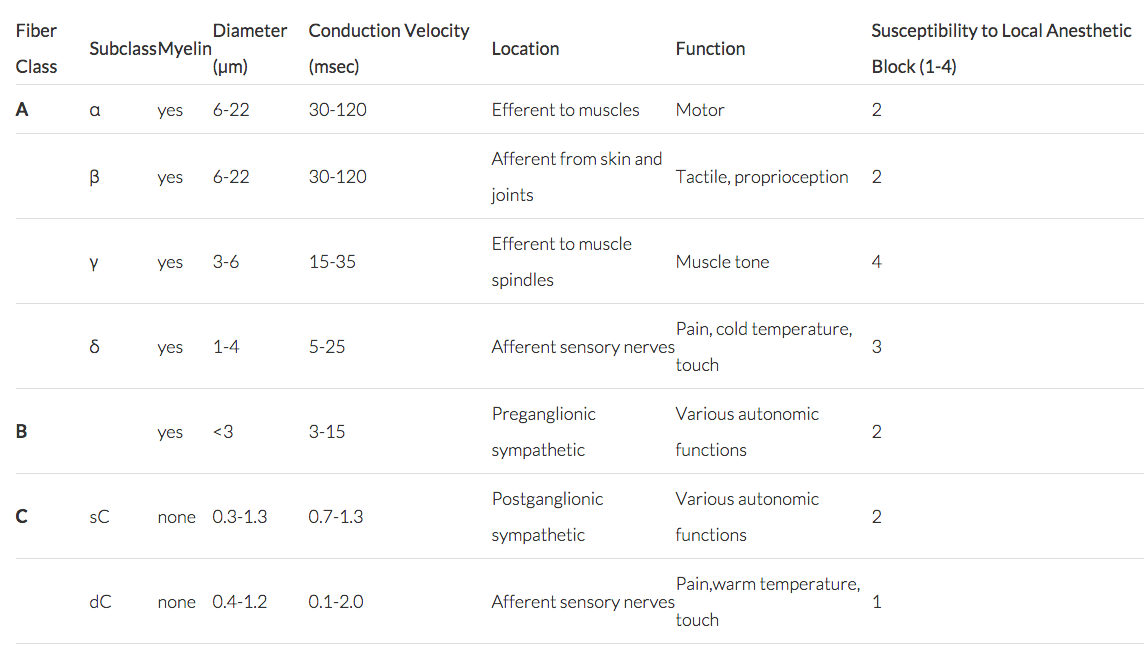 Fiber Class Subclass Myelin Diameter (µm) Conduction Velocity (msec) Location Function Susceptibility to Local Anesthetic Block (1-4)
A α yes 6-22 30-120 Efferent to muscles Motor 2
β yes 6-22 30-120 Afferent from skin and joints Tactile, proprioception 2
γ yes 3-6 15-35 Efferent to muscle spindles Muscle tone 4
δ yes 1-4 5-25 Afferent sensory nerves Pain, cold temperature, touch 3
B yes <3 3-15 Preganglionic sympathetic Various autonomic functions 2
C sC none 0.3-1.3 0.7-1.3 Postganglionic sympathetic Various autonomic functions 2
dC none 0.4-1.2 0.1-2.0 Afferent sensory nerves Pain,warm temperature, touch 1